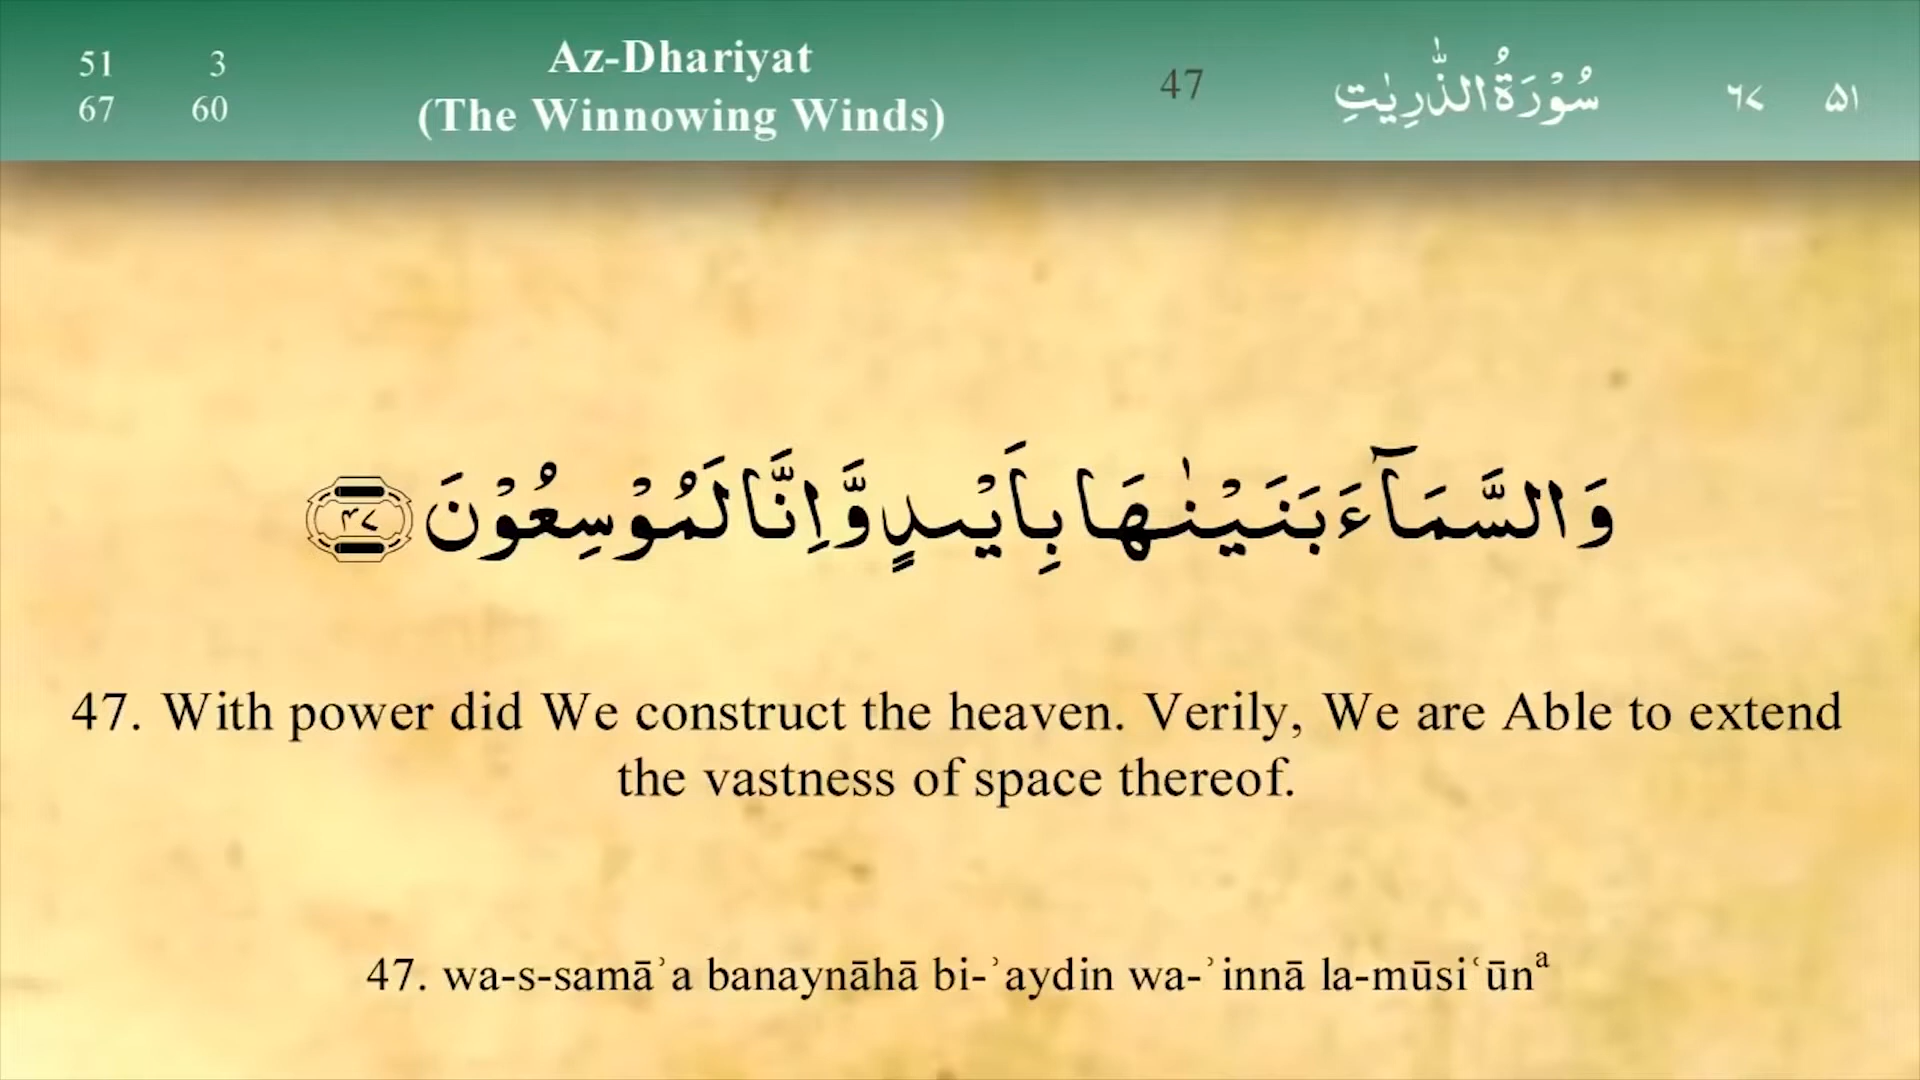 51 3
67 60
Az-Dhariyat
(The Winnowing Winds)
47
سُوْرَةُ الذّٰرِيٰتِ
٥١ ٦٧
وَالسَّمَآءَ بَنَيْنٰهَا بِاَيْىدٍ وَّاِنَّا لَمُوْسِعُوْنَ ﴿۴۷﴾
47. With power did We construct the heaven. Verily, We are Able to extend
the vastness of space thereof.
47. wa-s-samāʾa banaynāhā bi-ʾaydin wa-ʾinnā la-mūsiʿūnᵃ